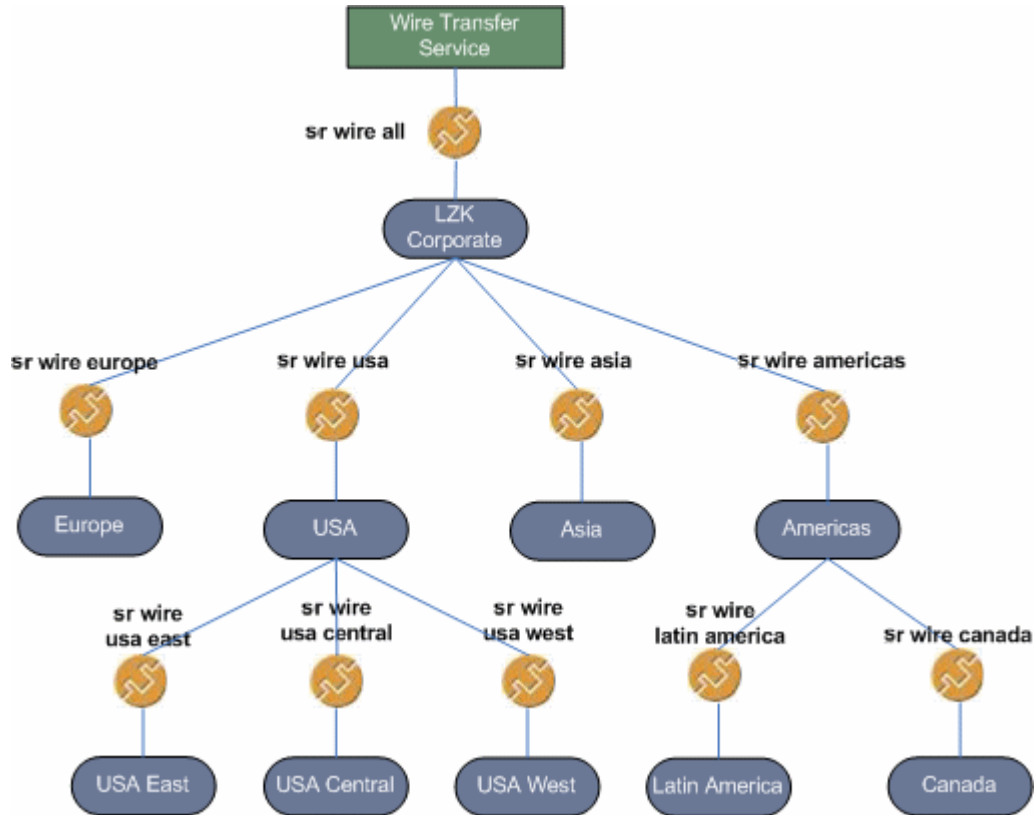 Wire Transfer
Service
sr wire all
LZK
Corporate
sr wire europe
sr wire usa
sr wire asia
sr wire americas
Europe
USA
Asia
Americas
sr wire
usa east
sr wire
usa central
sr wire
usa west
sr wire
latin america
sr wire canada
USA East
USA Central
USA West
Latin America
Canada